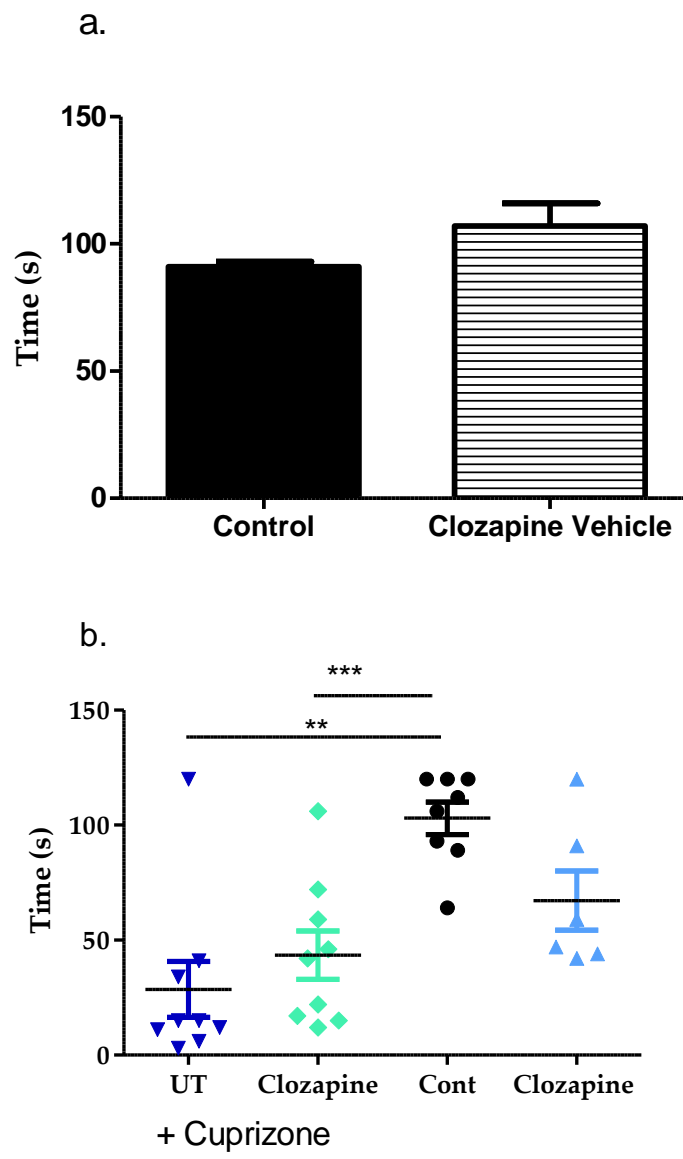 a.
150
100
50
0
Time (s)
Control Clozapine Vehicle
b.
***
**
150
100
50
0
Time (s)
UT Clozapine Cont Clozapine
+ Cuprizone